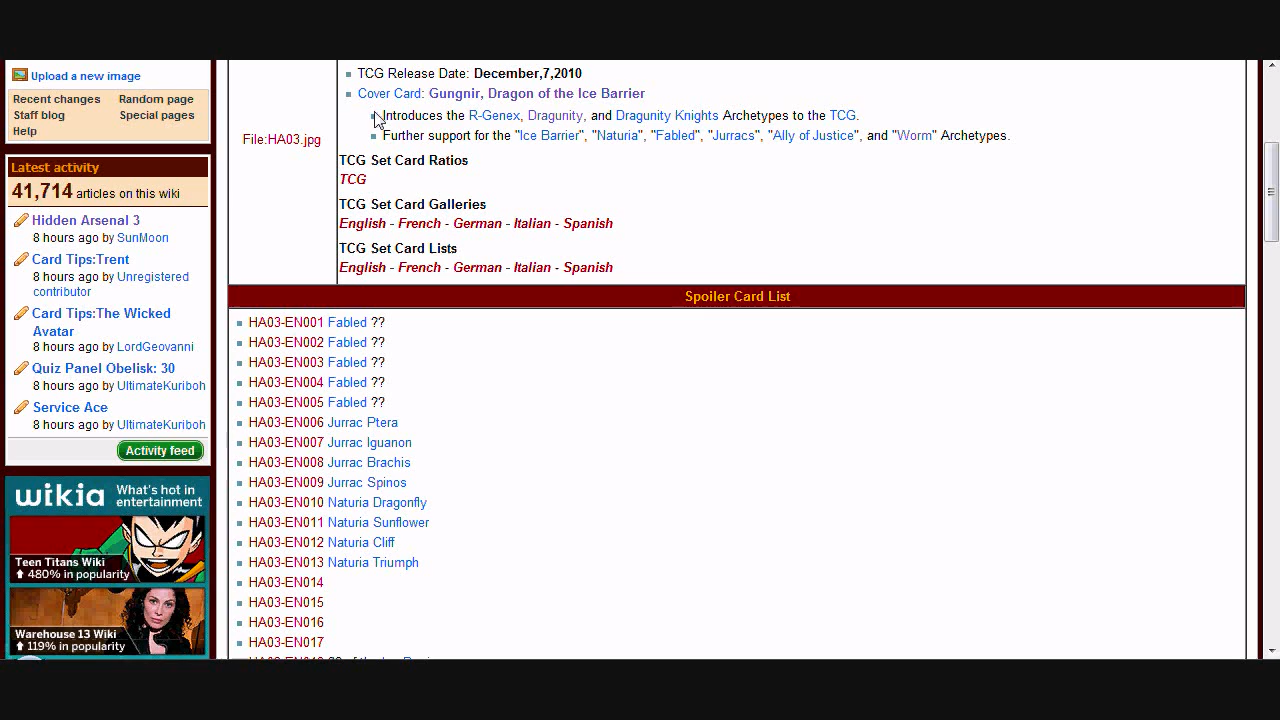 Upload a new image
Recent changes Random page
Staff blog Special pages
Help
Latest activity
41,714 articles on this wiki
Hidden Arsenal 3
8 hours ago by SunMoon
Card Tips:Trent
8 hours ago by Unregistered
contributor
Card Tips:The Wicked
Avatar
8 hours ago by LordGeovanni
Quiz Panel Obelisk: 30
8 hours ago by UltimateKuriboh
Service Ace
8 hours ago by UltimateKuriboh
Activity feed
wikia What's hot in
entertainment
Teen Titans Wiki
480% in popularity
Warehouse 13 Wiki
119% in popularity
File:HA03.jpg
TCG Release Date: December,7,2010
Cover Card: Gungnir, Dragon of the Ice Barrier
Introduces the R-Genex, Dragunity, and Dragunity Knights Archetypes to the TCG.
Further support for the "Ice Barrier", "Naturia", "Fabled", "Jurracs", "Ally of Justice", and "Worm" Archetypes.
TCG Set Card Ratios
TCG
TCG Set Card Galleries
English - French - German - Italian - Spanish
TCG Set Card Lists
English - French - German - Italian - Spanish
Spoiler Card List
HA03-EN001 Fabled ??
HA03-EN002 Fabled ??
HA03-EN003 Fabled ??
HA03-EN004 Fabled ??
HA03-EN005 Fabled ??
HA03-EN006 Jurrac Ptera
HA03-EN007 Jurrac Iguanon
HA03-EN008 Jurrac Brachis
HA03-EN009 Jurrac Spinos
HA03-EN010 Naturia Dragonfly
HA03-EN011 Naturia Sunflower
HA03-EN012 Naturia Cliff
HA03-EN013 Naturia Triumph
HA03-EN014
HA03-EN015
HA03-EN016
HA03-EN017